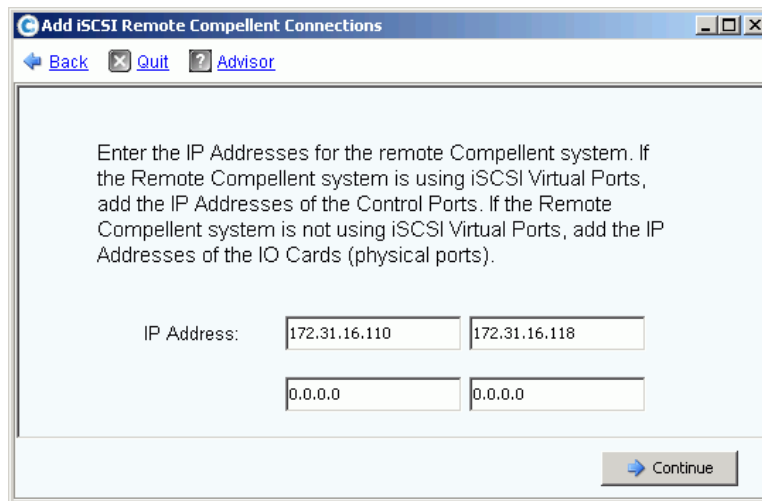 Add iSCSI Remote Compellent Connections
Back Quit Advisor
Enter the IP Addresses for the remote Compellent system. If
the Remote Compellent system is using iSCSI Virtual Ports,
add the IP Addresses of the Control Ports. If the Remote
Compellent system is not using iSCSI Virtual Ports, add the IP
Addresses of the IO Cards (physical ports).
IP Address: 172.31.16.110 172.31.16.118
0.0.0.0 0.0.0.0
Continue